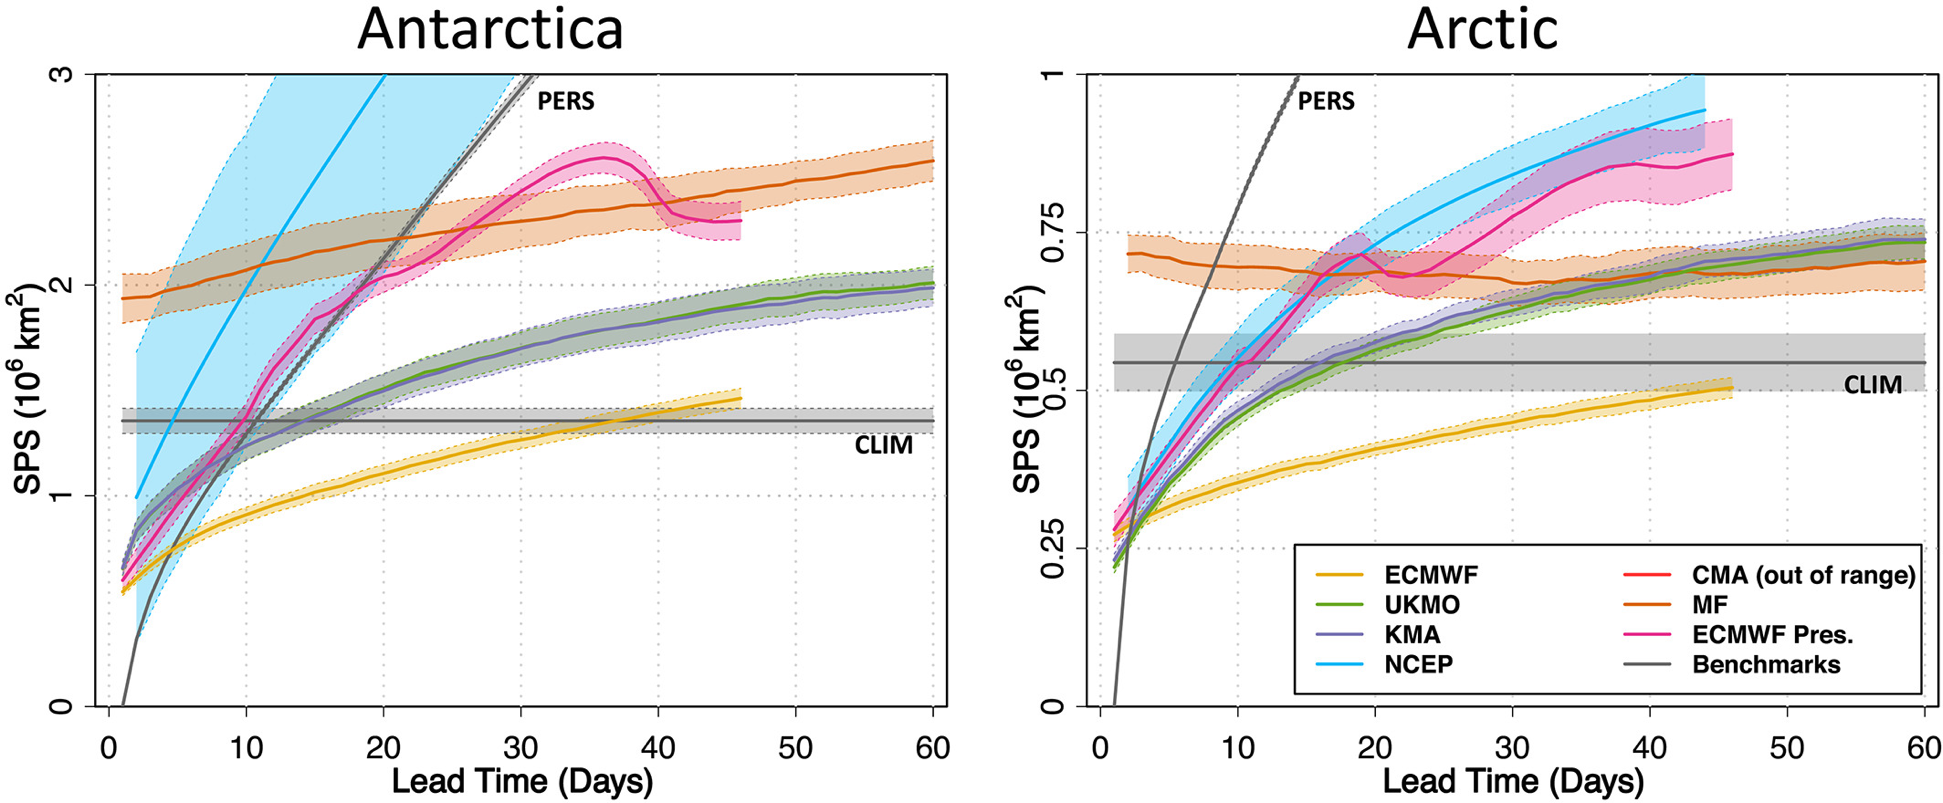 Antarctica
3
2
1
0
SPS (10⁶ km²)
PERS
CLIM
0 10 20 30 40 50 60
Lead Time (Days)
Arctic
1
0.75
0.5
0.25
0
SPS (10⁶ km²)
PERS
CLIM
ECMWF
UKMO
KMA
NCEP
CMA (out of range)
MF
ECMWF Pres.
Benchmarks
0 10 20 30 40 50 60
Lead Time (Days)